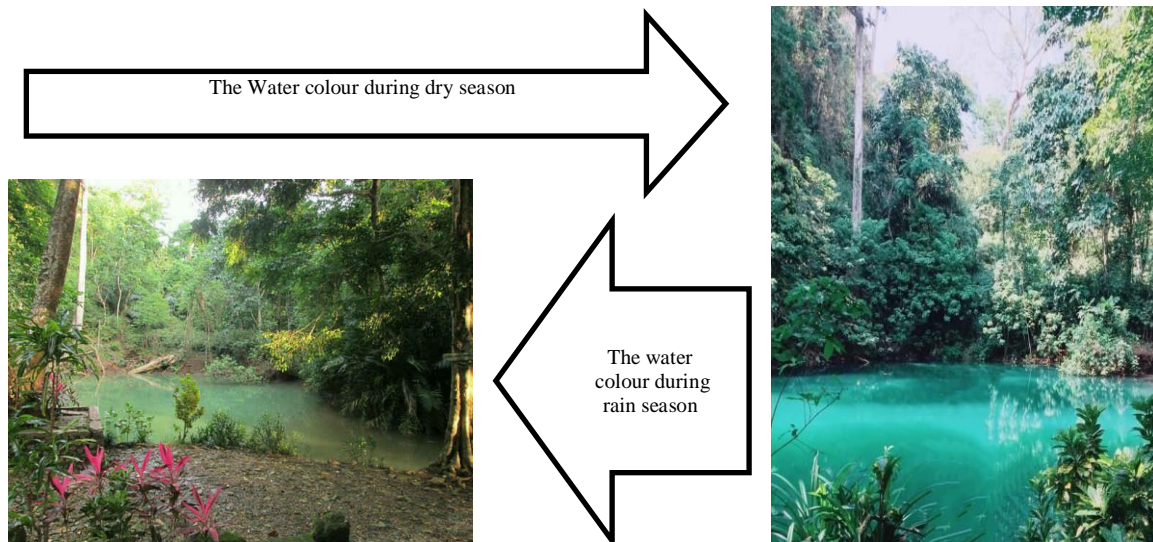 The Water colour during dry season
The water
colour during
rain season